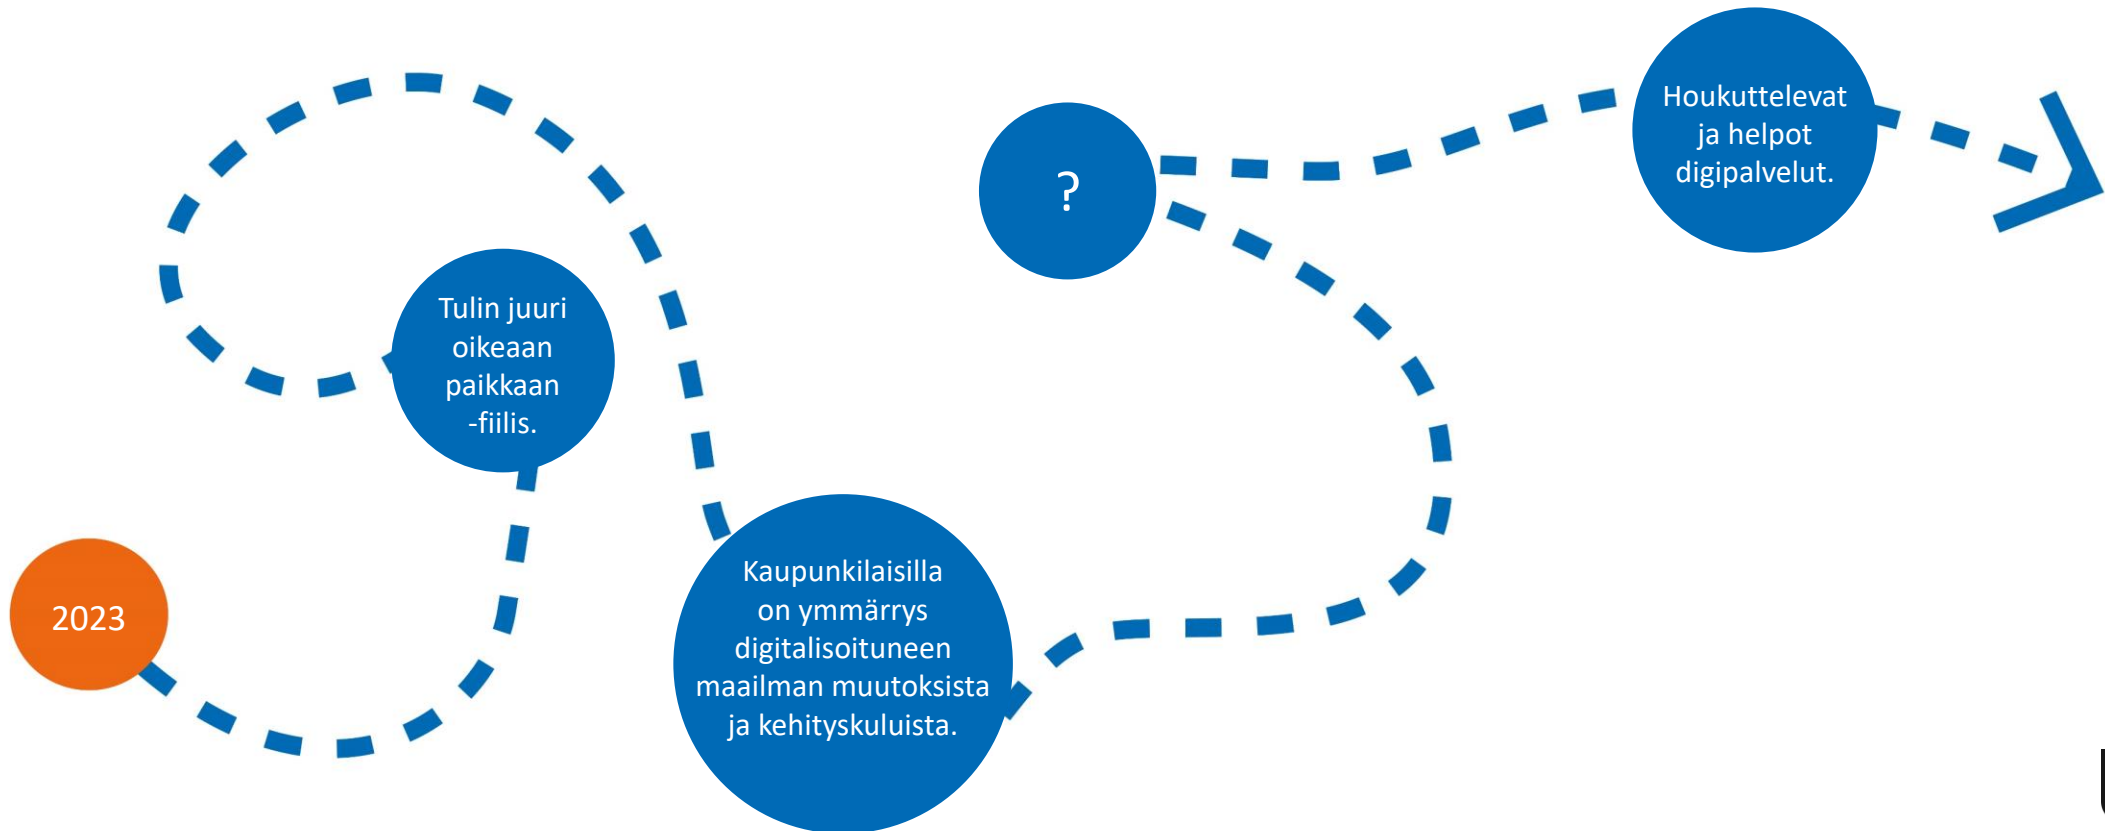 2023
Tulin juuri
oikeaan
paikkaan
-fiilis.
Kaupunkilaisilla
on ymmärrys
digitalisoituneen
maailman muutoksista
ja kehityskuluista.
?
Houkuttelevat
ja helpot
digipalvelut.